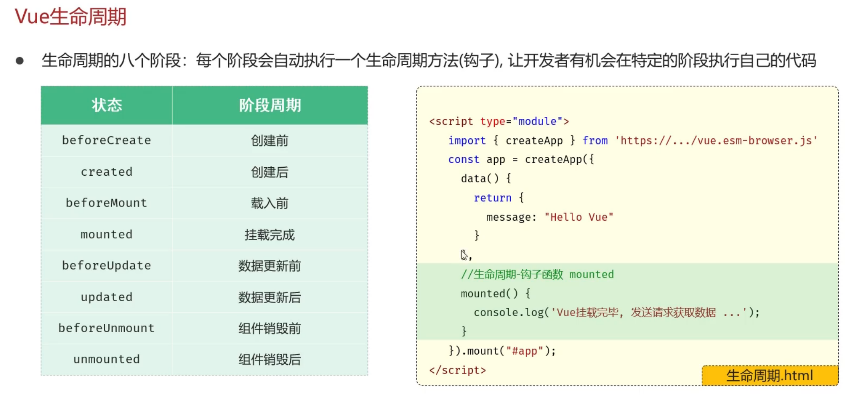 Vue生命周期
● 生命周期的八个阶段：每个阶段会自动执行一个生命周期方法(钩子), 让开发者有机会在特定的阶段执行自己的代码
状态 阶段周期
beforeCreate 创建前
created 创建后
beforeMount 载入前
mounted 挂载完成
beforeUpdate 数据更新前
updated 数据更新后
beforeUnmount 组件销毁前
unmounted 组件销毁后
<script type="module">
import { createApp } from 'https://.../vue.esm-browser.js'
const app = createApp({
data() {
return {
message: "Hello Vue"
}
,
//生命周期-钩子函数 mounted
mounted() {
console.log('Vue挂载完毕, 发送请求获取数据 ...');
}
}).mount("#app");
</script>
生命周期.html